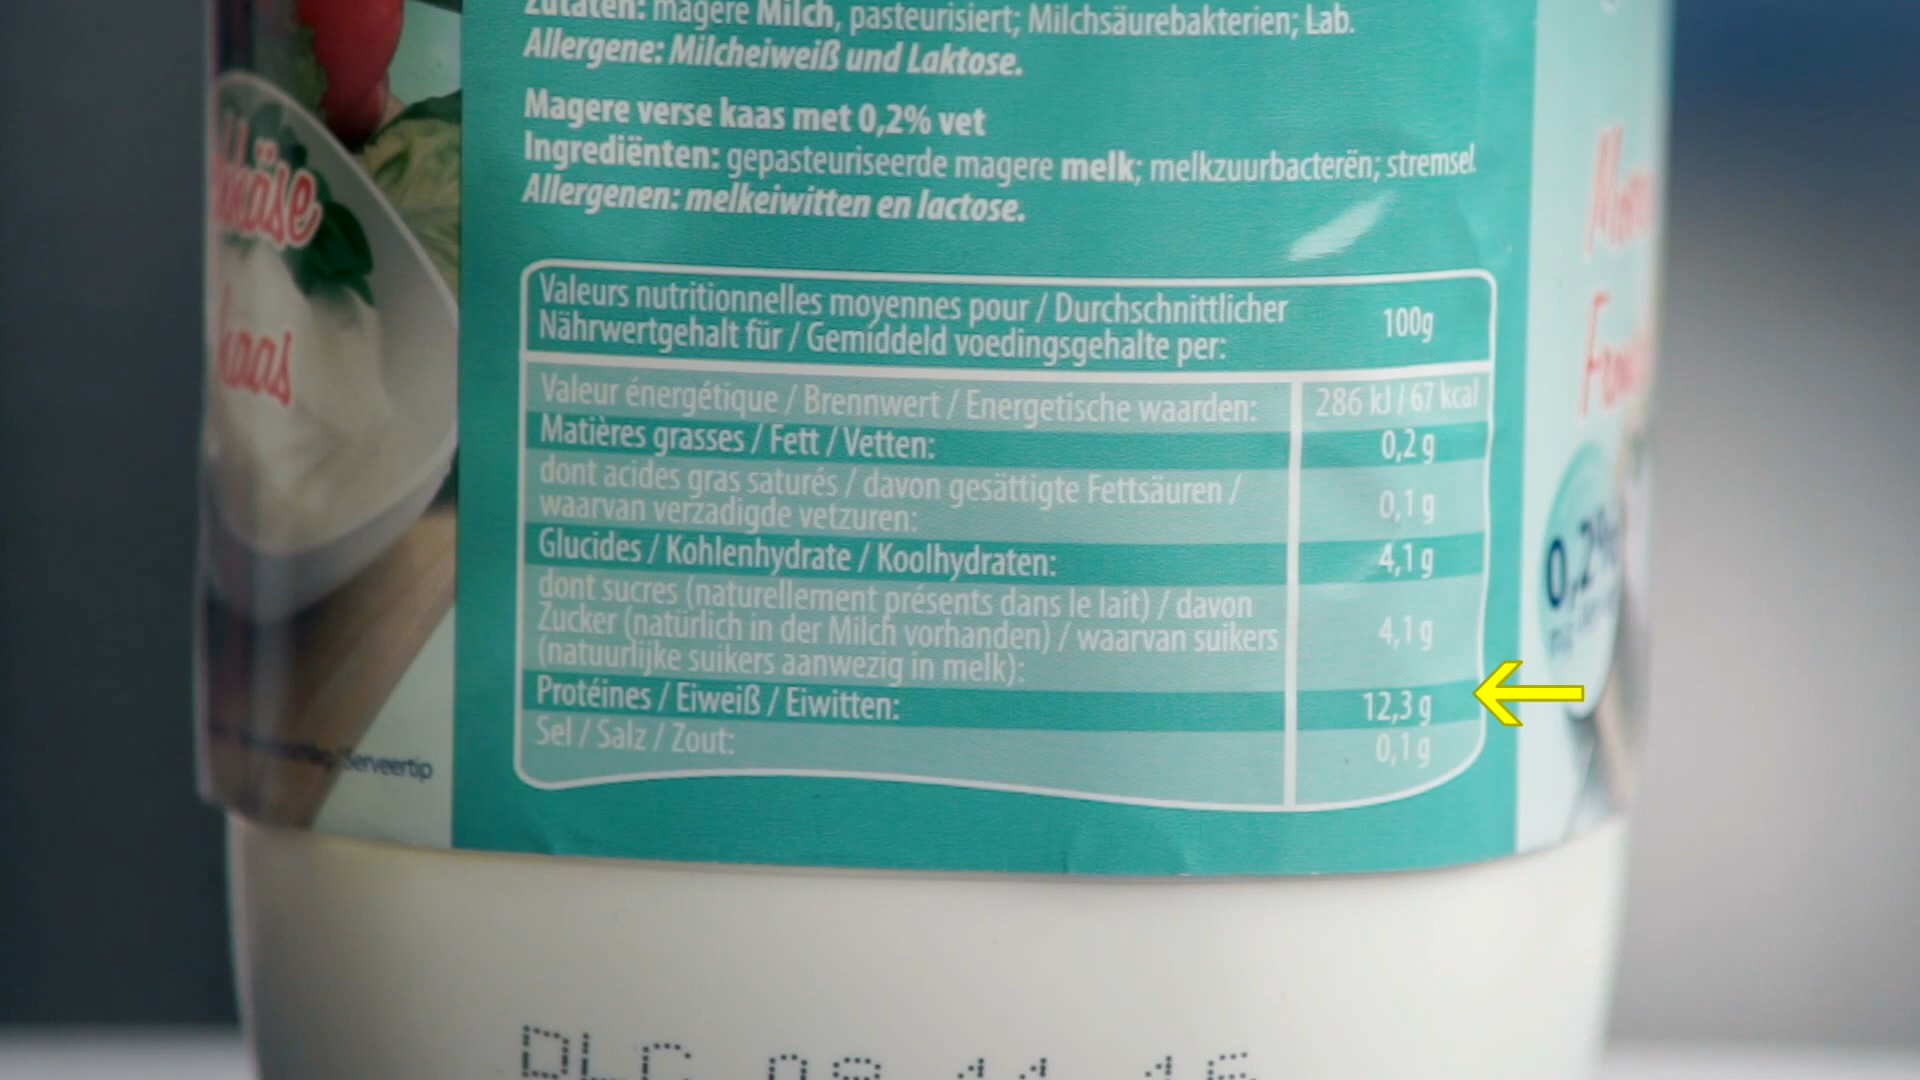 Zutaten: magere Milch, pasteurisiert; Milchsäurebakterien; Lab.
Allergene: Milcheiweiß und Laktose.
Magere verse kaas met 0,2% vet
Ingrediënten: gepasteuriseerde magere melk; melkzuurbacterën; stremsel
Allergenen: melkeiwitten en lactose.
kaas
Valeurs nutritionnelles moyennes pour / Durchschnittlicher
Nährwertgehalt für / Gemiddeld voedingsgehalte per: 100g
Valeur énergétique / Brennwert / Energetische waarden: 286 kJ / 67 kcal
Matières grasses / Fett / Vetten: 0,2 g
dont acides gras saturés / davon gesättigte Fettsäuren /
waarvan verzadigde vetzuren: 0,1 g
Glucides / Kohlenhydrate / Koolhydraten: 4,1 g
dont sucres (naturellement présents dans le lait) / davon
Zucker (natürlich in der Milch vorhanden) / waarvan suikers 4,1 g
(natuurlijke suikers aanwezig in melk):
Protéines / Eiweiß / Eiwitten: 12,3 g
Sel / Salz / Zout: 0,1 g
Serveertip
0,2%
DLC